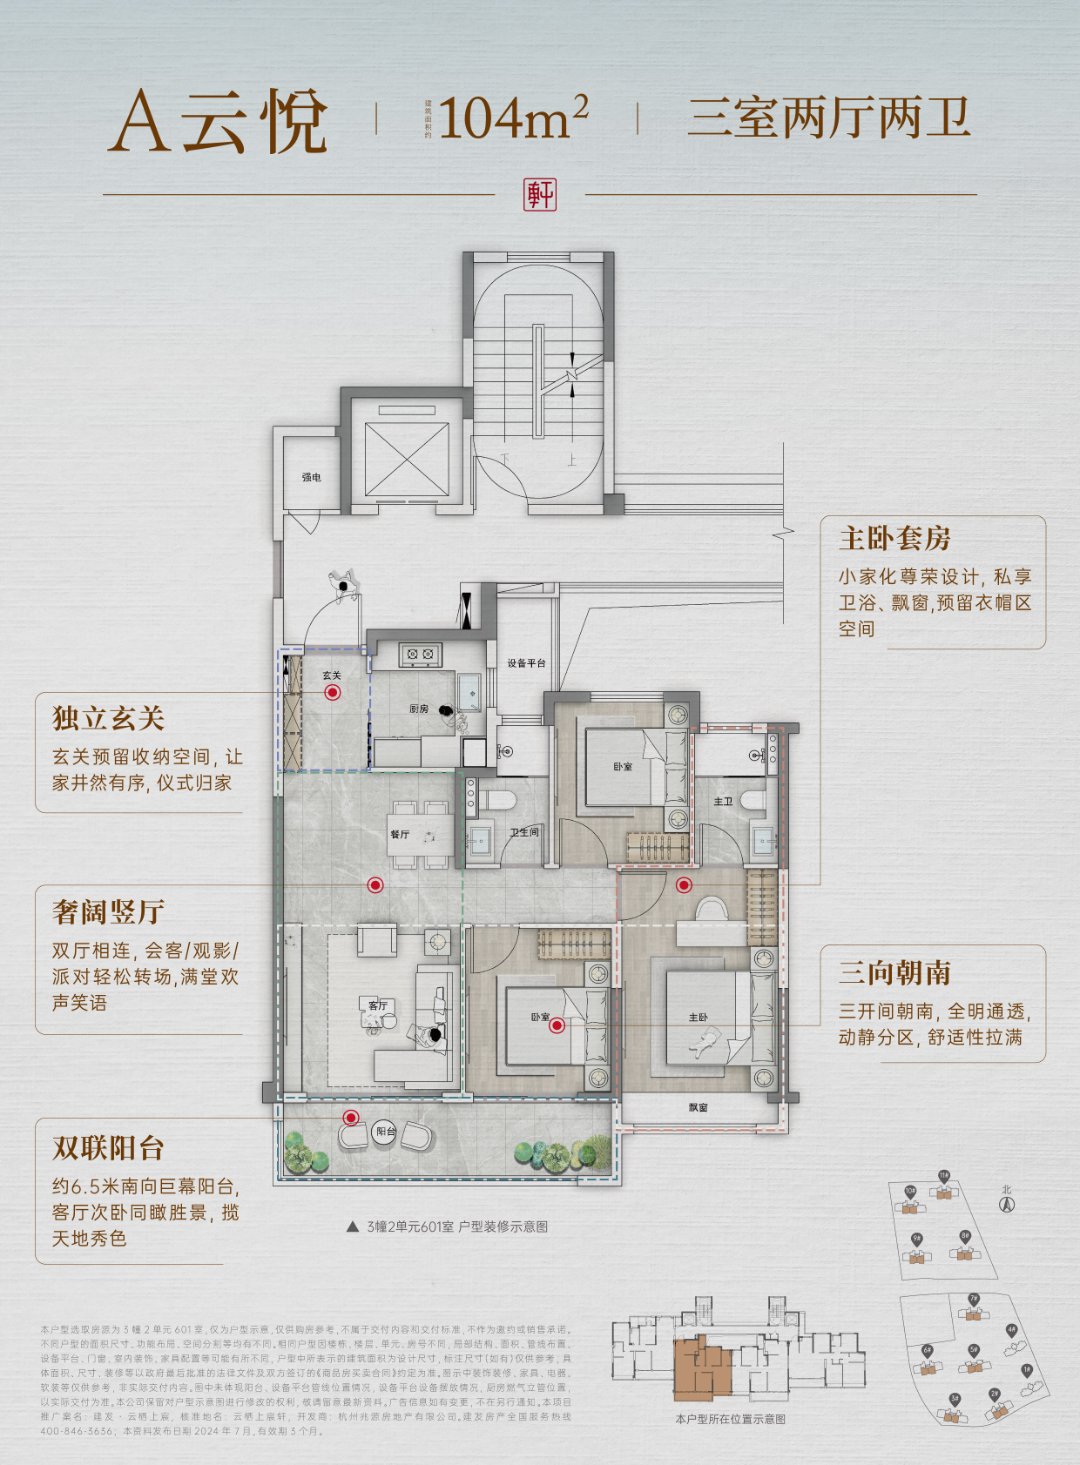 A云悦
建筑面积约
104m²
三室两厅两卫
軒
下 上
强电
主卧套房
小家化尊荣设计, 私享
卫浴、飘窗,预留衣帽区
空间
设备平台
玄关
厨房
独立玄关
玄关预留收纳空间, 让
家井然有序, 仪式归家
卧室
主卫
餐厅
卫生间
奢阔竖厅
双厅相连, 会客/观影/
派对轻松转场,满堂欢
声笑语
三向朝南
三开间朝南, 全明通透,
动静分区, 舒适性拉满
客厅
卧室
主卧
飘窗
阳台
双联阳台
约6.5米南向巨幕阳台,
客厅次卧同瞰胜景, 揽
天地秀色
▲ 3幢2单元601室 户型装修示意图
北
11#
10#
9#
8#
7#
4A
6#
5#
1#
3#
2#
本户型所在位置示意图
本户型选取房源为3幢2单元601室, 仅为户型示意, 仅供购房参考, 不属于交付内容和交付标准, 不作为邀约或销售承诺。
不同户型的面积尺寸、功能布局、空间分割等均有不同。相同户型因楼栋、楼层、单元、房号不同, 局部结构、面积、管线布置、
设备平台、门窗、室内装饰、家具配置等可能有所不同, 户型中所表示的建筑面积为设计尺寸, 标注尺寸(如有)仅供参考, 具
体面积、尺寸、装修等以政府最后批准的法律文件及双方签订的《商品房买卖合同》约定为准。图示中装饰装修、家具、电器、
软装等仅供参考, 非实际交付内容。图中未体现阳台、设备平台管线位置情况, 设备平台设备摆放情况, 厨房燃气立管位置,
以实际交付为准。本公司保留对户型示意图进行修改的权利, 敬请留意最新资料。广告信息如有变更, 不在另行通知。本项目
推广案名: 建发·云栖上宸, 核准地名: 云栖上宸轩, 开发商: 杭州兆源房地产有限公司。建发房产全国服务热线
400-846-3636; 本资料发布日期2024年7月, 有效期3个月。